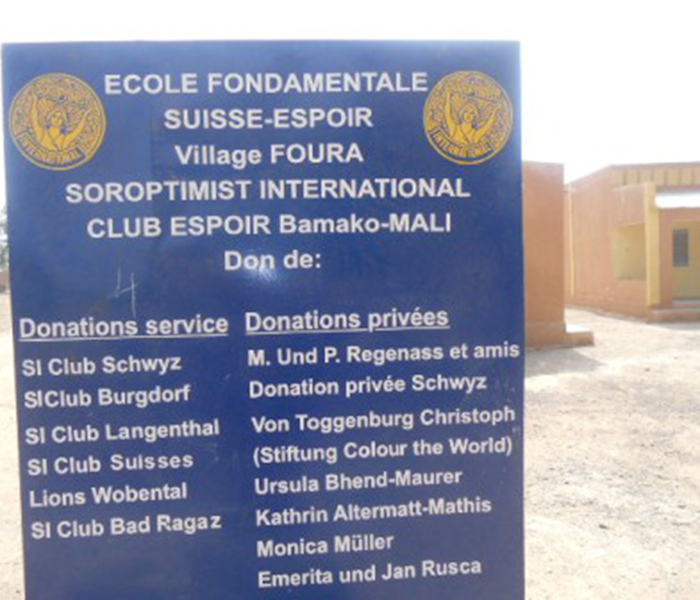 ECOLE FONDAMENTALE
SUISSE-ESPOIR
Village FOURA
SOROPTIMIST INTERNATIONAL
CLUB ESPOIR Bamako-MALI
Don de:
Donations service
SI Club Schwyz
SIClub Burgdorf
SI Club Langenthal
SI Club Suisses
Lions Wobental
SI Club Bad Ragaz
Donations privées
M. Und P. Regenass et amis
Donation privée Schwyz
Von Toggenburg Christoph
(Stiftung Colour the World)
Ursula Bhend-Maurer
Kathrin Altermatt-Mathis
Monica Müller
Emerita und Jan Rusca
INTERNATIONAL
INTERNATIONAL